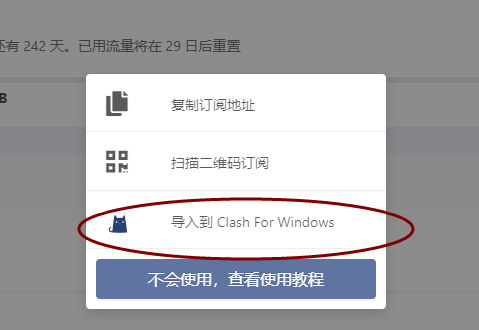 还有 242 天。已用流量将在 29 日后重置
B
复制订阅地址
扫描二维码订阅
导入到 Clash For Windows
不会使用，查看使用教程